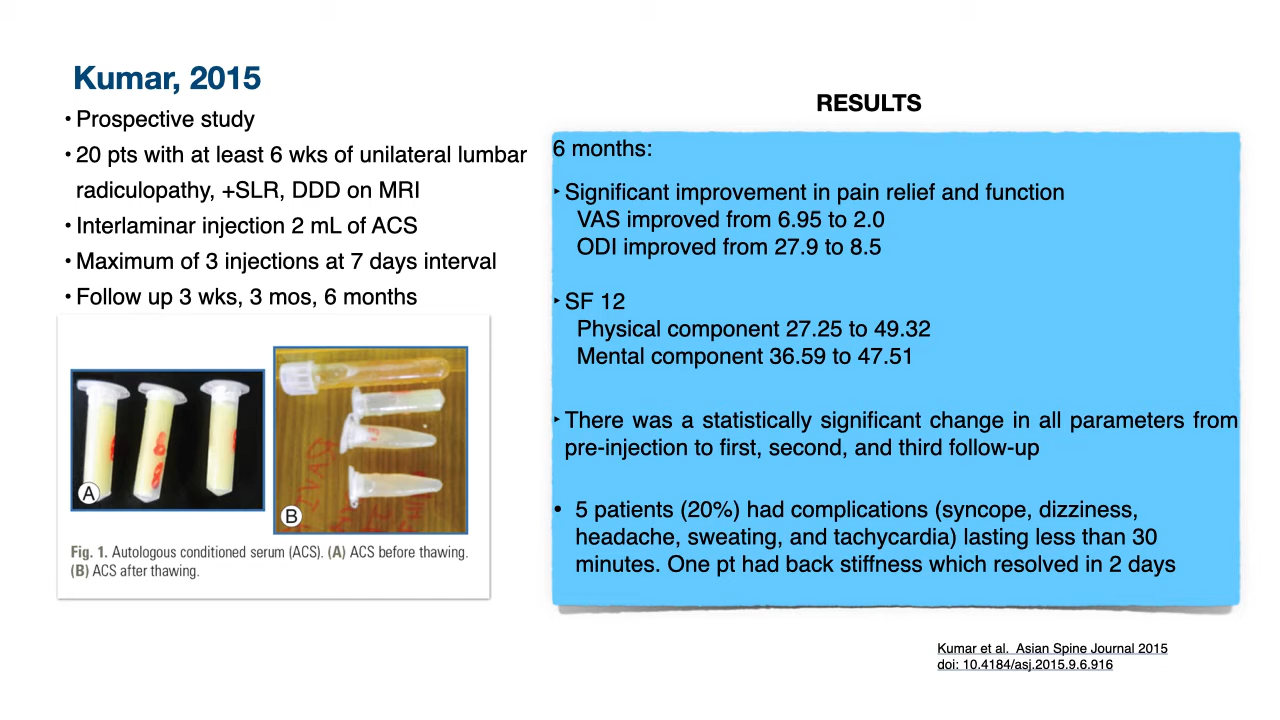 Kumar, 2015
• Prospective study
• 20 pts with at least 6 wks of unilateral lumbar
radiculopathy, +SLR, DDD on MRI
• Interlaminar injection 2 mL of ACS
• Maximum of 3 injections at 7 days interval
• Follow up 3 wks, 3 mos, 6 months
A
B
Fig. 1. Autologous conditioned serum (ACS). (A) ACS before thawing.
(B) ACS after thawing.
RESULTS
6 months:
‣ Significant improvement in pain relief and function
VAS improved from 6.95 to 2.0
ODI improved from 27.9 to 8.5
‣ SF 12
Physical component 27.25 to 49.32
Mental component 36.59 to 47.51
‣ There was a statistically significant change in all parameters from
pre-injection to first, second, and third follow-up
• 5 patients (20%) had complications (syncope, dizziness,
headache, sweating, and tachycardia) lasting less than 30
minutes. One pt had back stiffness which resolved in 2 days
Kumar et al. Asian Spine Journal 2015
doi: 10.4184/asj.2015.9.6.916